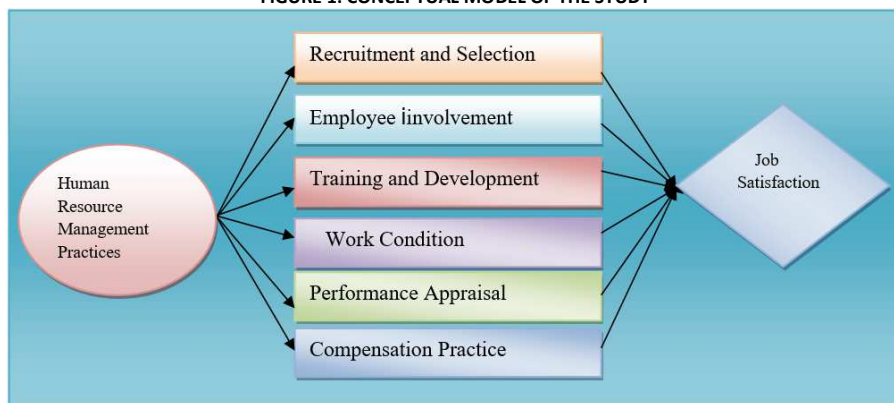 FIGURE 1: CONCEPTUAL MODEL OF THE STUDY
Recruitment and Selection
Employee İinvolvement
Training and Development
Work Condition
Performance Appraisal
Compensation Practice
Human
Resource
Management
Practices
Job
Satisfaction